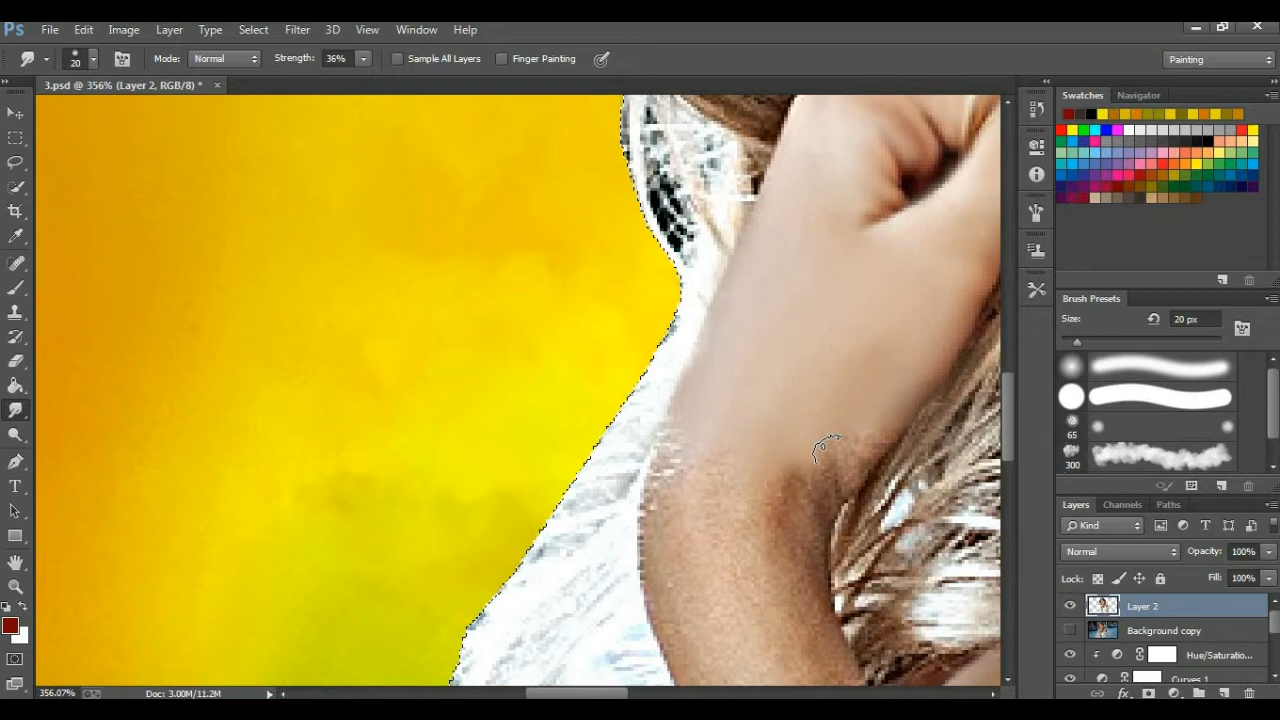 Ps File Edit Image Layer Type Select Filter 3D View Window Help
20 Mode: Normal Strength: 36% Sample All Layers Finger Painting Painting
3.psd @ 356% (Layer 2, RGB/8) * ×
Swatches Navigator
Brush Presets
Size: 20 px
65
300
Layers Channels Paths
Kind
Normal Opacity: 100%
Lock: Fill: 100%
Layer 2
Background copy
Hue/Saturatio...
Curves 1
356.07% Doc: 3.00M/11.2M